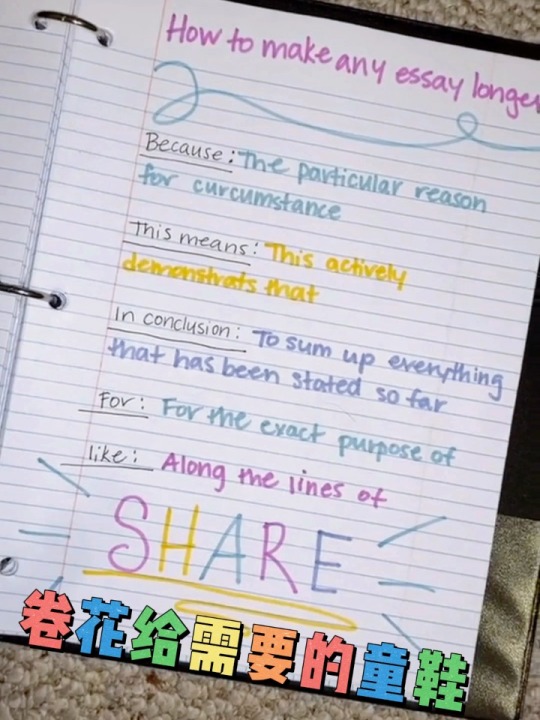 How to make any essay longer
Because: The particular reason
for curcumstance
This means: This actively
demonstrats that
In conclusion: To sum up everything
that has been stated so far
For: For the exact purpose of
like: Along the lines of
SHARE
卷花给需要的童鞋